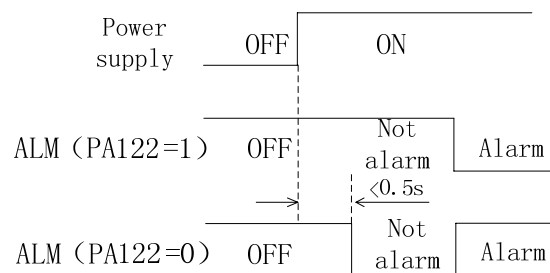 Power
supply
OFF
ON
ALM（PA122=1）
OFF
Not
alarm
Alarm
<0.5s
ALM（PA122=0）
OFF
Not
alarm
Alarm